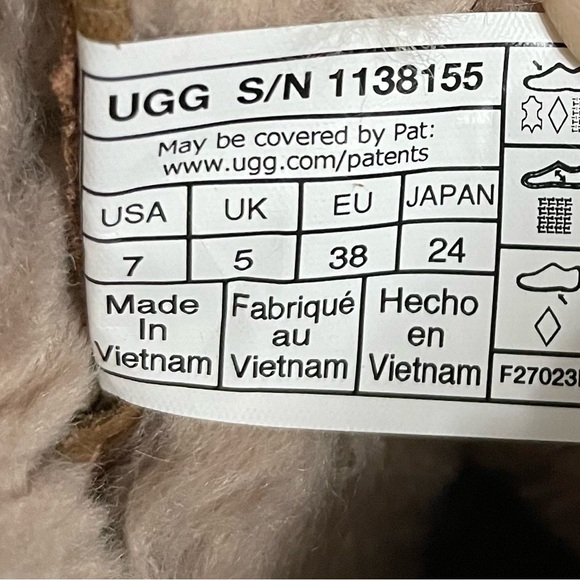 UGG S/N 1138155
May be covered by Pat:
www.ugg.com/patents
USA UK EU JAPAN
7 5 38 24
Made
In
Vietnam
Fabriqué
au
Vietnam
Hecho
en
Vietnam
F27023